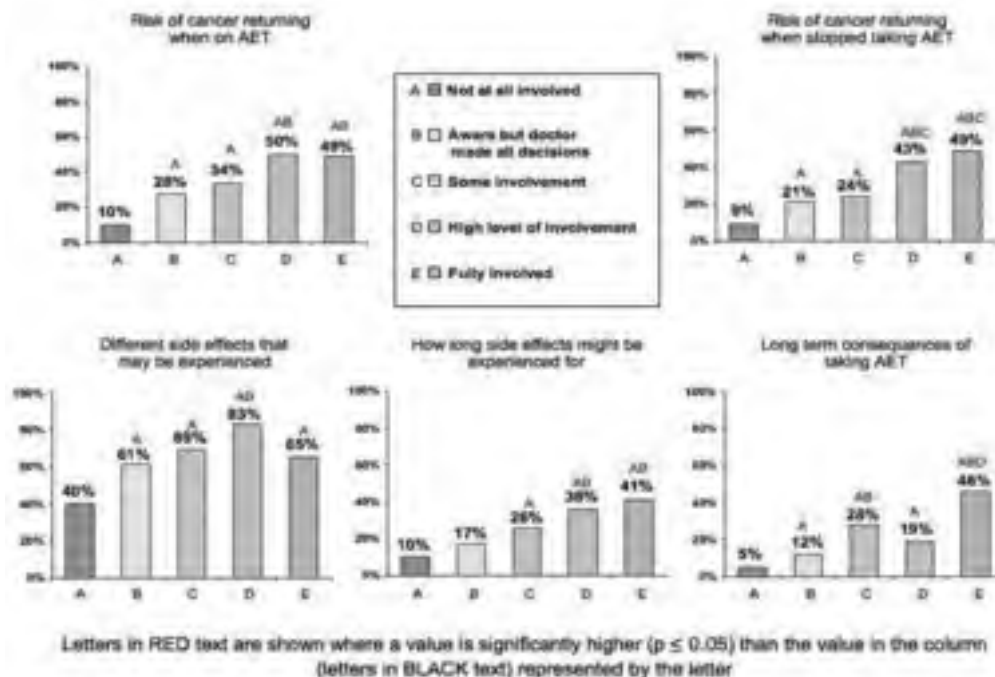 Risk of cancer returning
when on AET
100%
80%
60%
40%
20%
0%
10%
A
28%
A
34%
AB
50%
AB
49%
A B C D E
A Not at all involved
B Aware but doctor
made all decisions
C Some involvement
High level of involvement
E Fully involved
Risk of cancer returning
when stopped taking AET
100%
80%
60%
40%
20%
0%
9%
A
21%
A
24%
ABC
43%
ABC
49%
A B C D E
Different side effects that
may be experienced
100%
80%
60%
40%
20%
0%
40%
A
61%
A
AB
83%
A
65%
A B C D E
How long side effects might be
experienced for
100%
80%
60%
40%
20%
0%
10%
17%
A
26%
AB
AB
41%
A B C D E
Long term consequences of
taking AET
100%
80%
60%
40%
20%
0%
5%
A
12%
AB
28%
A
19%
ABD
46%
A B C D E
Letters in RED text are shown where a value is significantly higher (p ≤ 0.05) than the value in the column
(letters in BLACK text) represented by the letter